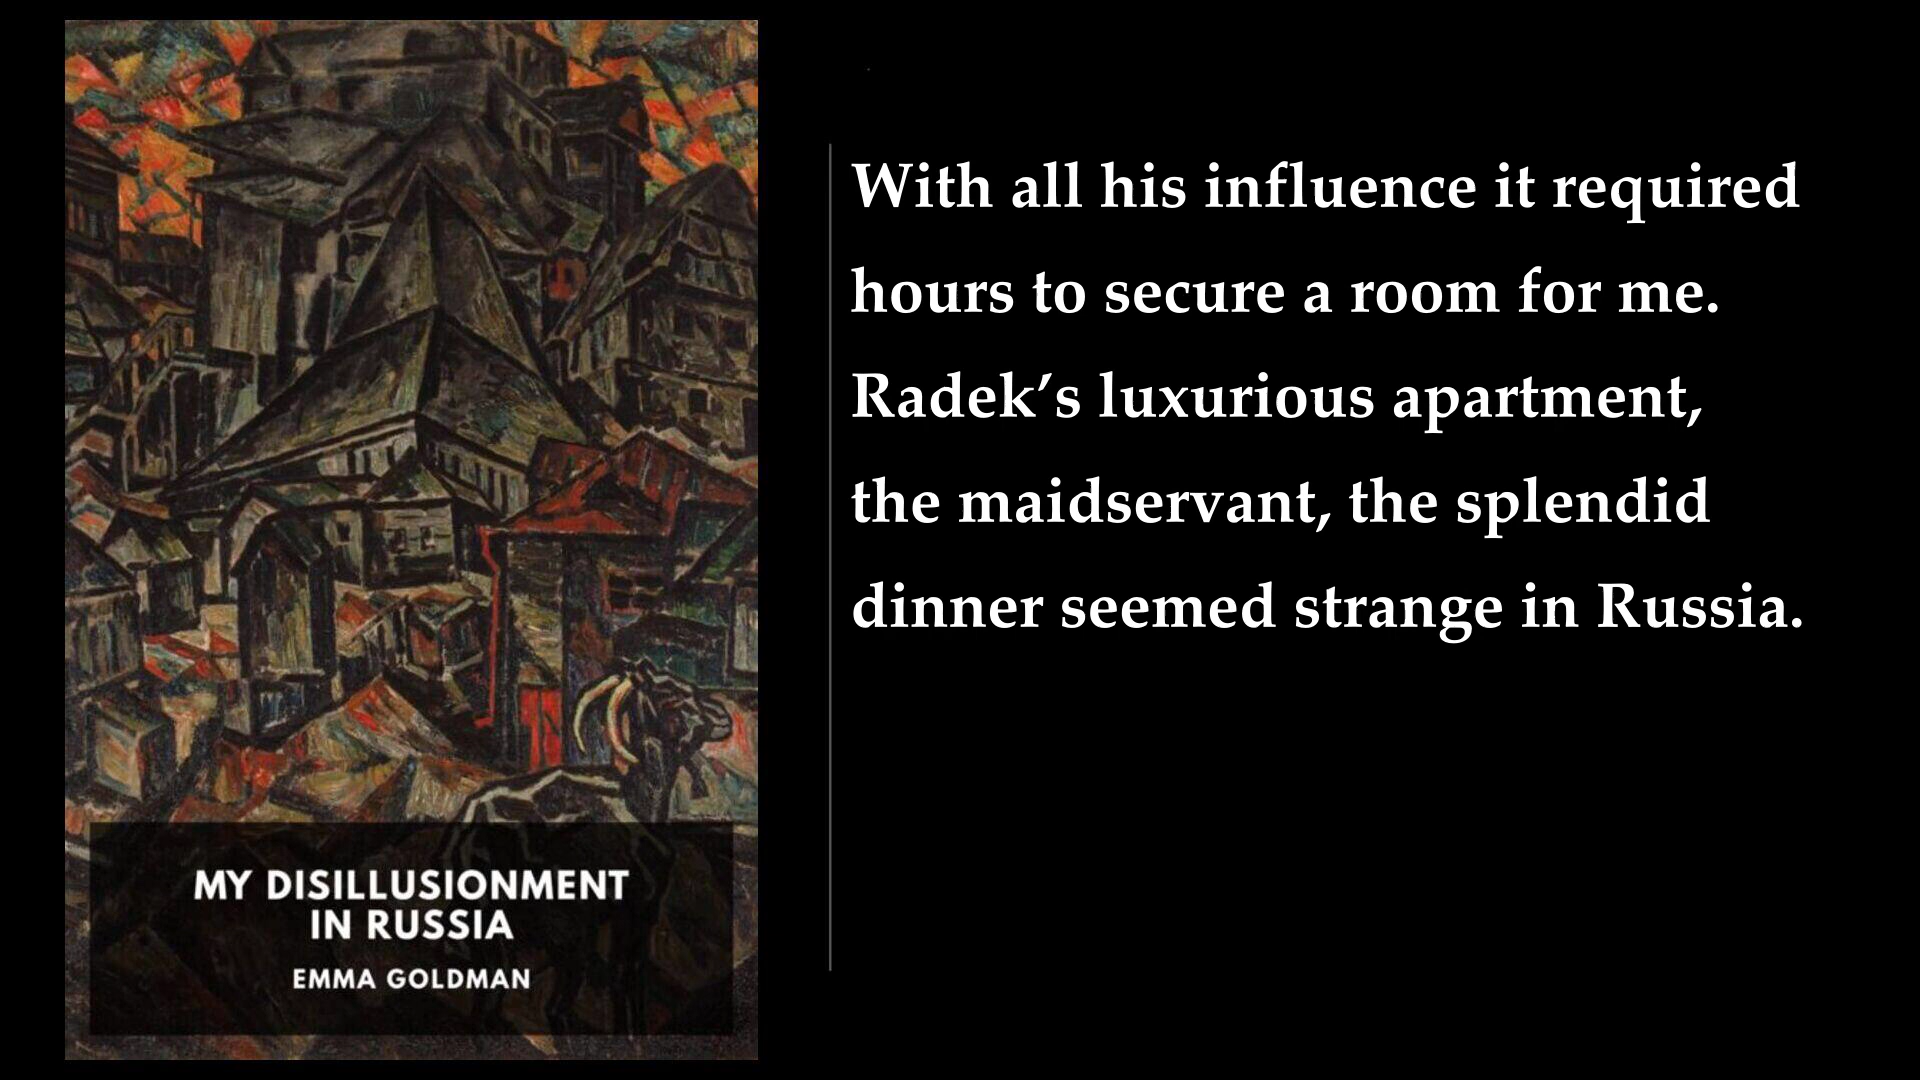 With all his influence it required
hours to secure a room for me.
Radek’s luxurious apartment,
the maidservant, the splendid
dinner seemed strange in Russia.
MY DISILLUSIONMENT
IN RUSSIA
EMMA GOLDMAN